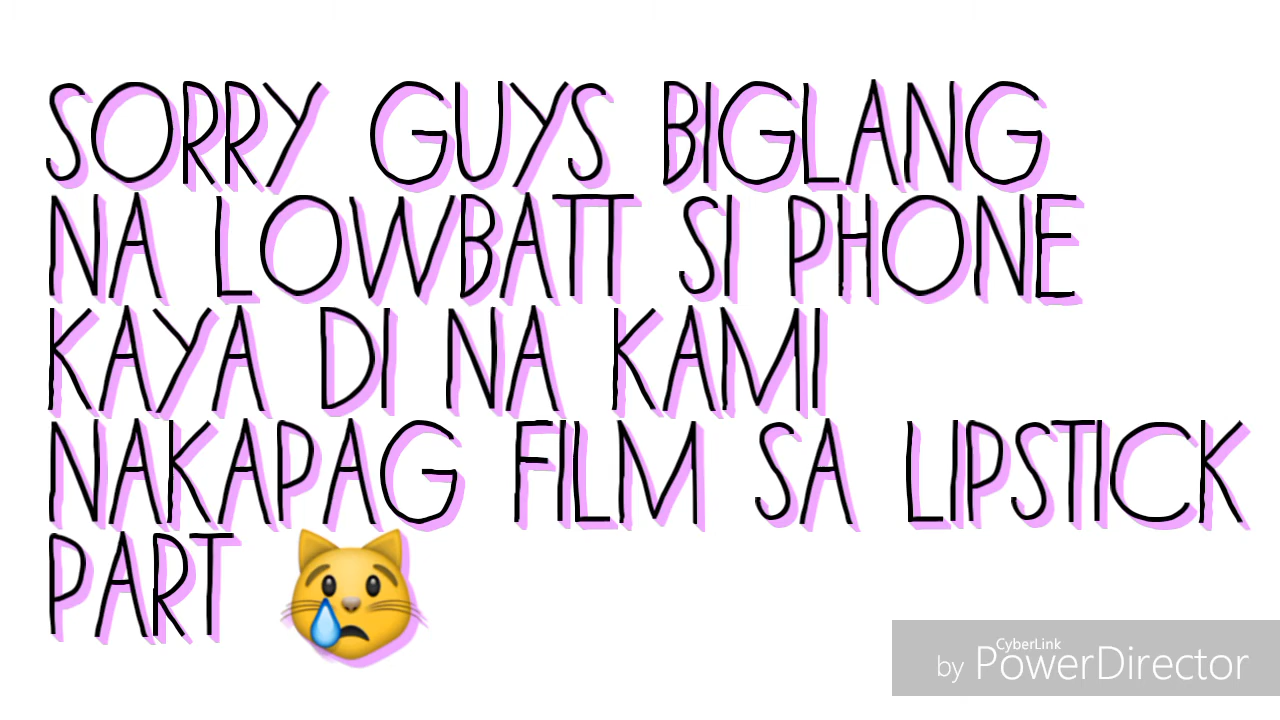 SORRY GUYS BIGLANG
NA LOWBATT SI PHONE
KAYA DI NA KAMI
NAKAPAG FILM SA LIPSTICK
PART 😿
CyberLink
by PowerDirector